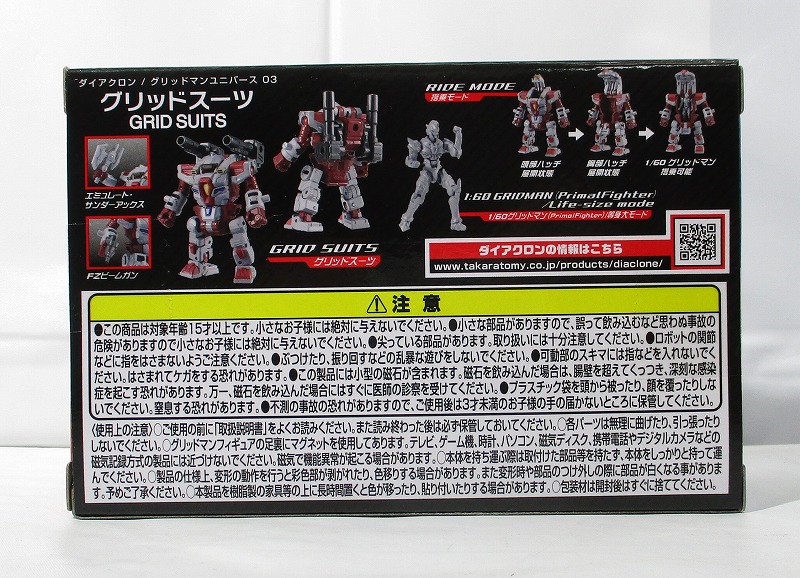 ダイアクロン / グリッドマンユニバース 03
グリッドスーツ
GRID SUITS
エミュレート・
サンダーアックス
FZビームガン
GRID SUITS
グリッドスーツ
RIDE MODE
搭乗モード
頭部ハッチ
展開状態
胸部ハッチ
展開状態
1/60 グリッドマン
搭乗可能
1:60 GRIDMAN (PrimalFighter)
/Life-size mode
1/60グリッドマン(PrimalFighter)/等身大モード
ダイアクロンの情報はこちら
www.takaratomy.co.jp/products/diaclone/
注 意
●この商品は対象年齢15才以上です。小さなお子様には絶対に与えないでください。●小さな部品がありますので、誤って飲み込むなど思わぬ事故の
危険がありますので小さなお子様には絶対に与えないでください。●尖っている部品があります。取り扱いには十分注意してください。●ロボットの関節
などに指をはさまないようご注意ください。●ぶつけたり、振り回すなどの乱暴な遊びをしないでください。●可動部のスキマには指などを入れないでく
ださい。はさまれてケガをする恐れがあります。●この製品には小型の磁石が含まれます。磁石を飲み込んだ場合は、腸壁を超えてくっつき、深刻な感染
症を起こす恐れがあります。万一、磁石を飲み込んだ場合にはすぐに医師の診察を受けてください。●プラスチック袋を頭から被ったり、顔を覆ったりしな
いでください。窒息する恐れがあります。●不測の事故の恐れがありますので、ご使用後は3才未満のお子様の手の届かないところに保管してください。
〈使用上の注意〉○ご使用の前に「取扱説明書」をよくお読みください。また読み終わった後は必ず保管しておいてください。○各パーツは無理に曲げたり、引っ張ったり
しないでください。○グリッドマンフィギュアの足裏にマグネットを使用してあります。テレビ、ゲーム機、時計、パソコン、磁気ディスク、携帯電話やデジタルカメラなどの
磁気記録方式の製品には近づけないでください。磁気で機能異常が起こる場合があります。○本体を持ち運ぶ際は取付けた部品等を持たず、本体をしっかりと持って運
んでください。○製品の仕様上、変形の動作を行うと彩色部が剥がれたり、色移りする場合があります。また変形時や部品のつけ外しの際に部品が白くなる事がありま
す。予めご了承ください。○本製品を樹脂製の家具等の上に長時間置くと色が移ったり、貼り付いたりする場合があります。○包装材は開封後はすぐに捨ててください。